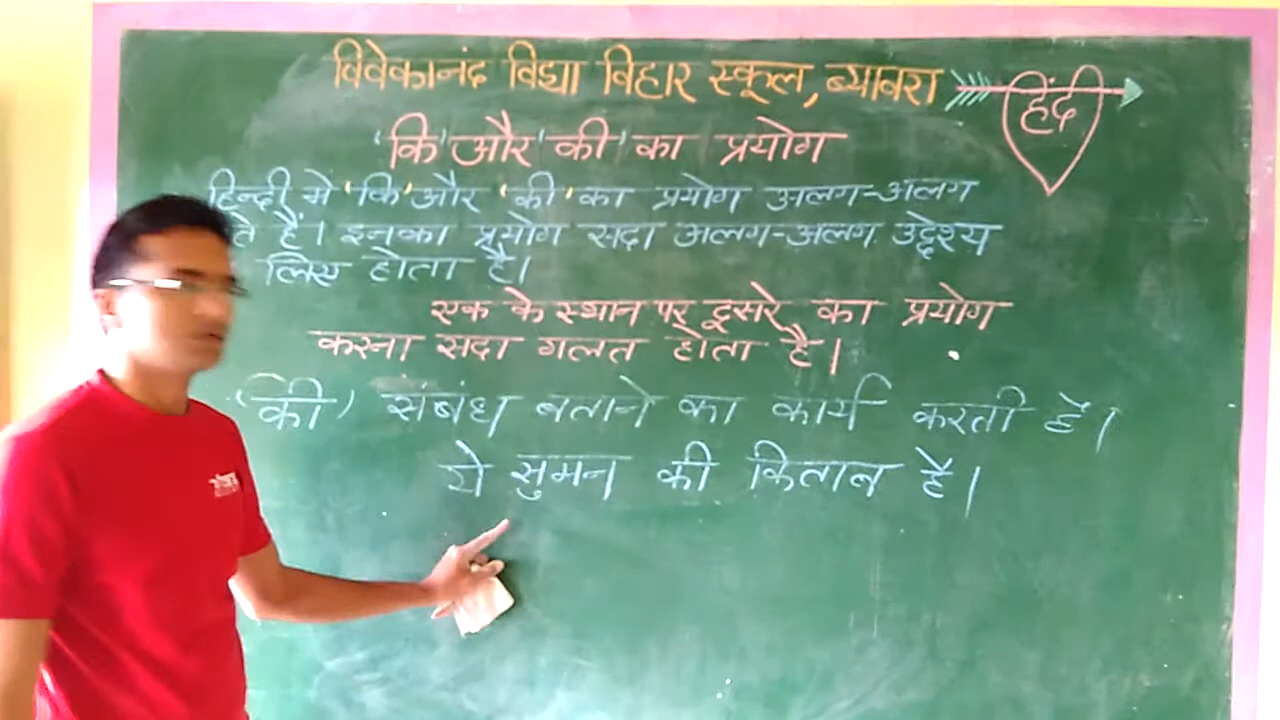 विवेकानंद विद्या विहार स्कूल, ब्यावरा
हिंदी
'कि' और 'की' का प्रयोग
हिन्दी में 'कि' और 'की' का प्रयोग अलग-अलग
ते हैं। इनका प्रयोग सदा अलग-अलग उद्देश्य
लिए होता है।
एक के स्थान पर दूसरे का प्रयोग
करना सदा गलत होता है।
(की) संबंध बताने का कार्य करती है।
ये सुमन की किताब है।